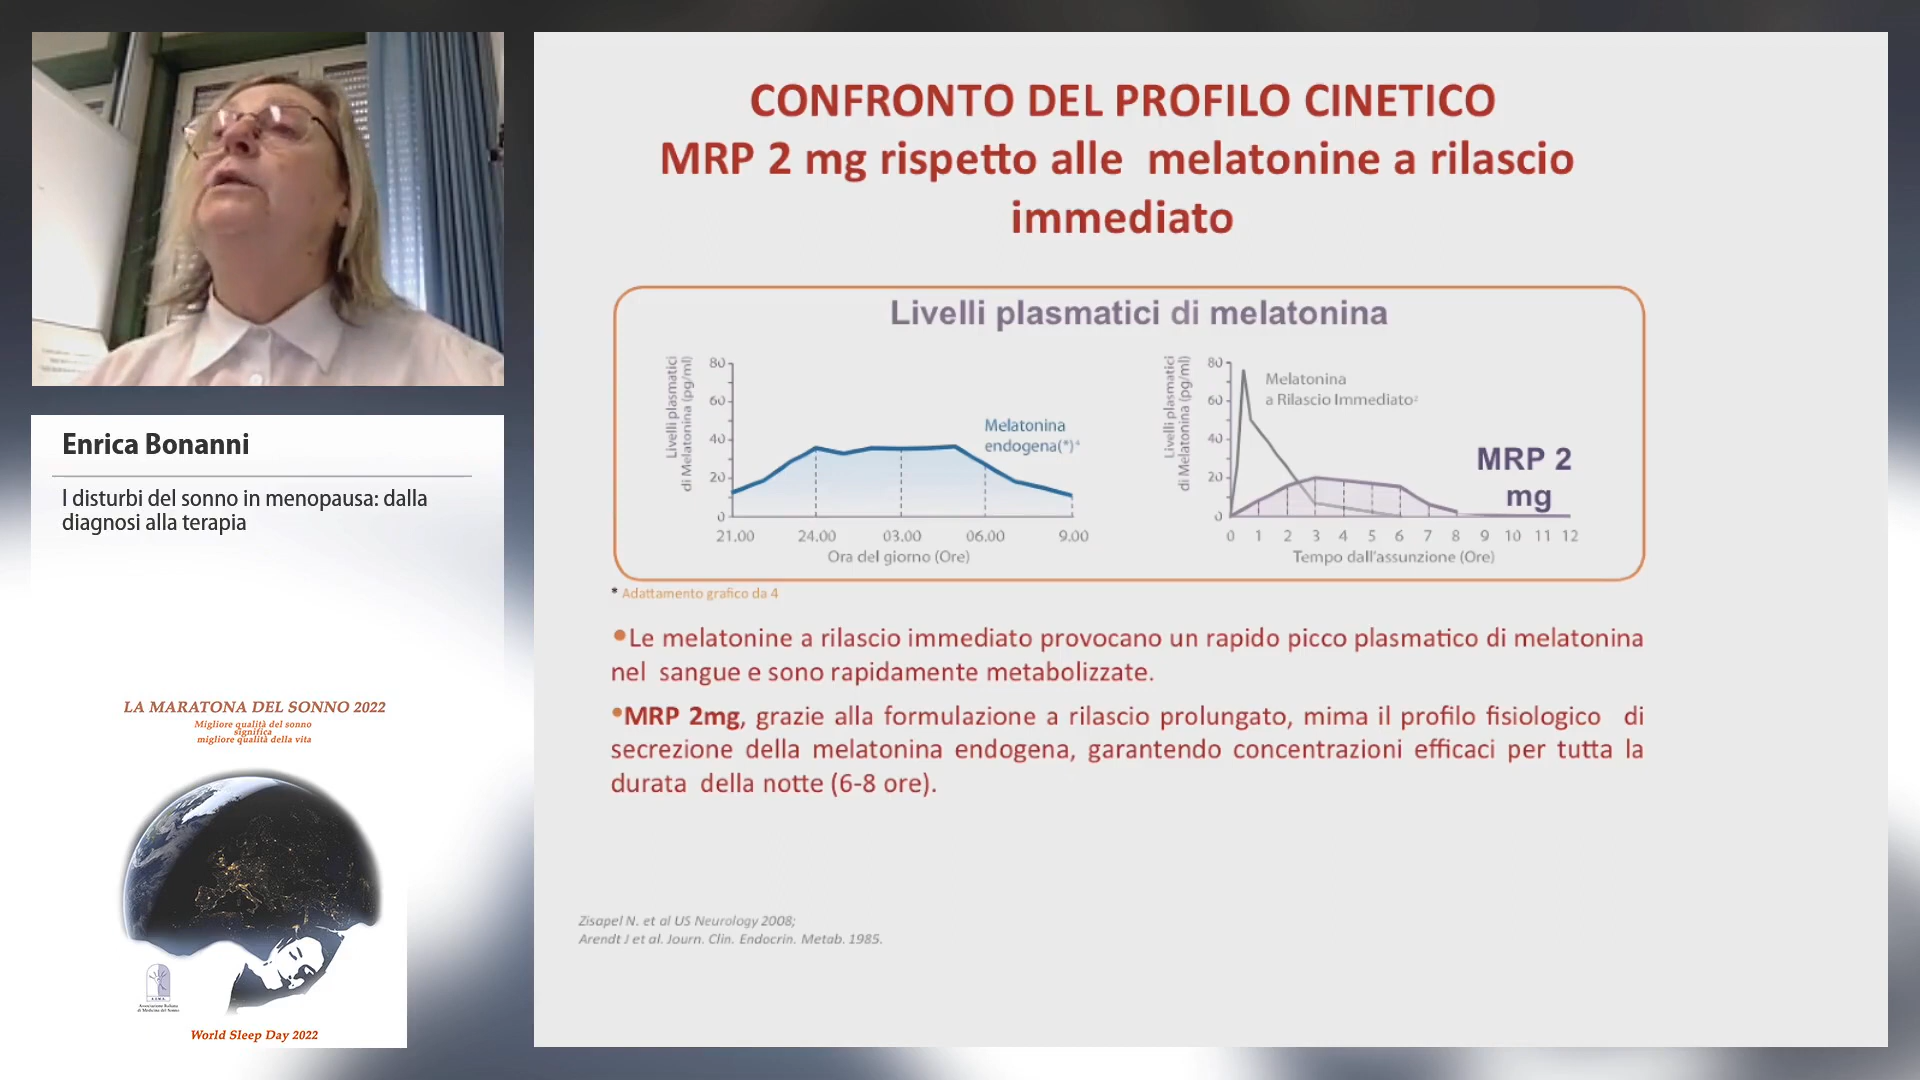 Enrica Bonanni
I disturbi del sonno in menopausa: dalla
diagnosi alla terapia
LA MARATONA DEL SONNO 2022
Migliore qualità del sonno
significa
migliore qualità della vita
Associazione Italiana
di Medicina del Sonno
World Sleep Day 2022
CONFRONTO DEL PROFILO CINETICO
MRP 2 mg rispetto alle melatonine a rilascio
immediato
Livelli plasmatici di melatonina
Livelli plasmatici
di Melatonina (pg/ml)
80
60
40
20
0
Melatonina
endogena(*)⁴
21.00 24.00 03.00 06.00 9.00
Ora del giorno (Ore)
Livelli plasmatici
di Melatonina (pg/ml)
80
60
40
20
0
Melatonina
a Rilascio Immediato²
MRP 2
mg
0 1 2 3 4 5 6 7 8 9 10 11 12
Tempo dall'assunzione (Ore)
* Adattamento grafico da 4
•Le melatonine a rilascio immediato provocano un rapido picco plasmatico di melatonina
nel sangue e sono rapidamente metabolizzate.
•MRP 2mg, grazie alla formulazione a rilascio prolungato, mima il profilo fisiologico di
secrezione della melatonina endogena, garantendo concentrazioni efficaci per tutta la
durata della notte (6-8 ore).
Zisapel N. et al US Neurology 2008;
Arendt J et al. Journ. Clin. Endocrin. Metab. 1985.